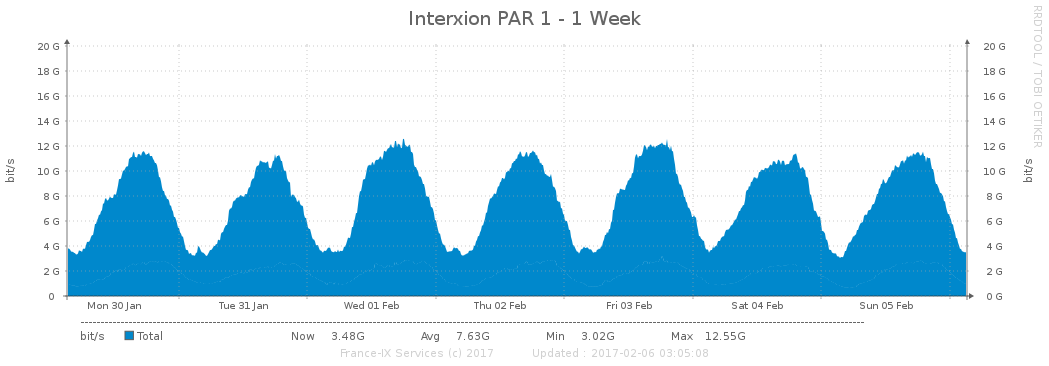 Interxion PAR 1 - 1 Week
RRDTOOL / TOBI OETIKER
bit/s
20 G
18 G
16 G
14 G
12 G
10 G
8 G
6 G
4 G
2 G
0
20 G
18 G
16 G
14 G
12 G
10 G
8 G
6 G
4 G
2 G
0 G
bit/s
Mon 30 Jan Tue 31 Jan Wed 01 Feb Thu 02 Feb Fri 03 Feb Sat 04 Feb Sun 05 Feb
bit/s Total Now 3.48G Avg 7.63G Min 3.02G Max 12.55G
France-IX Services (c) 2017 Updated : 2017-02-06 03:05:08